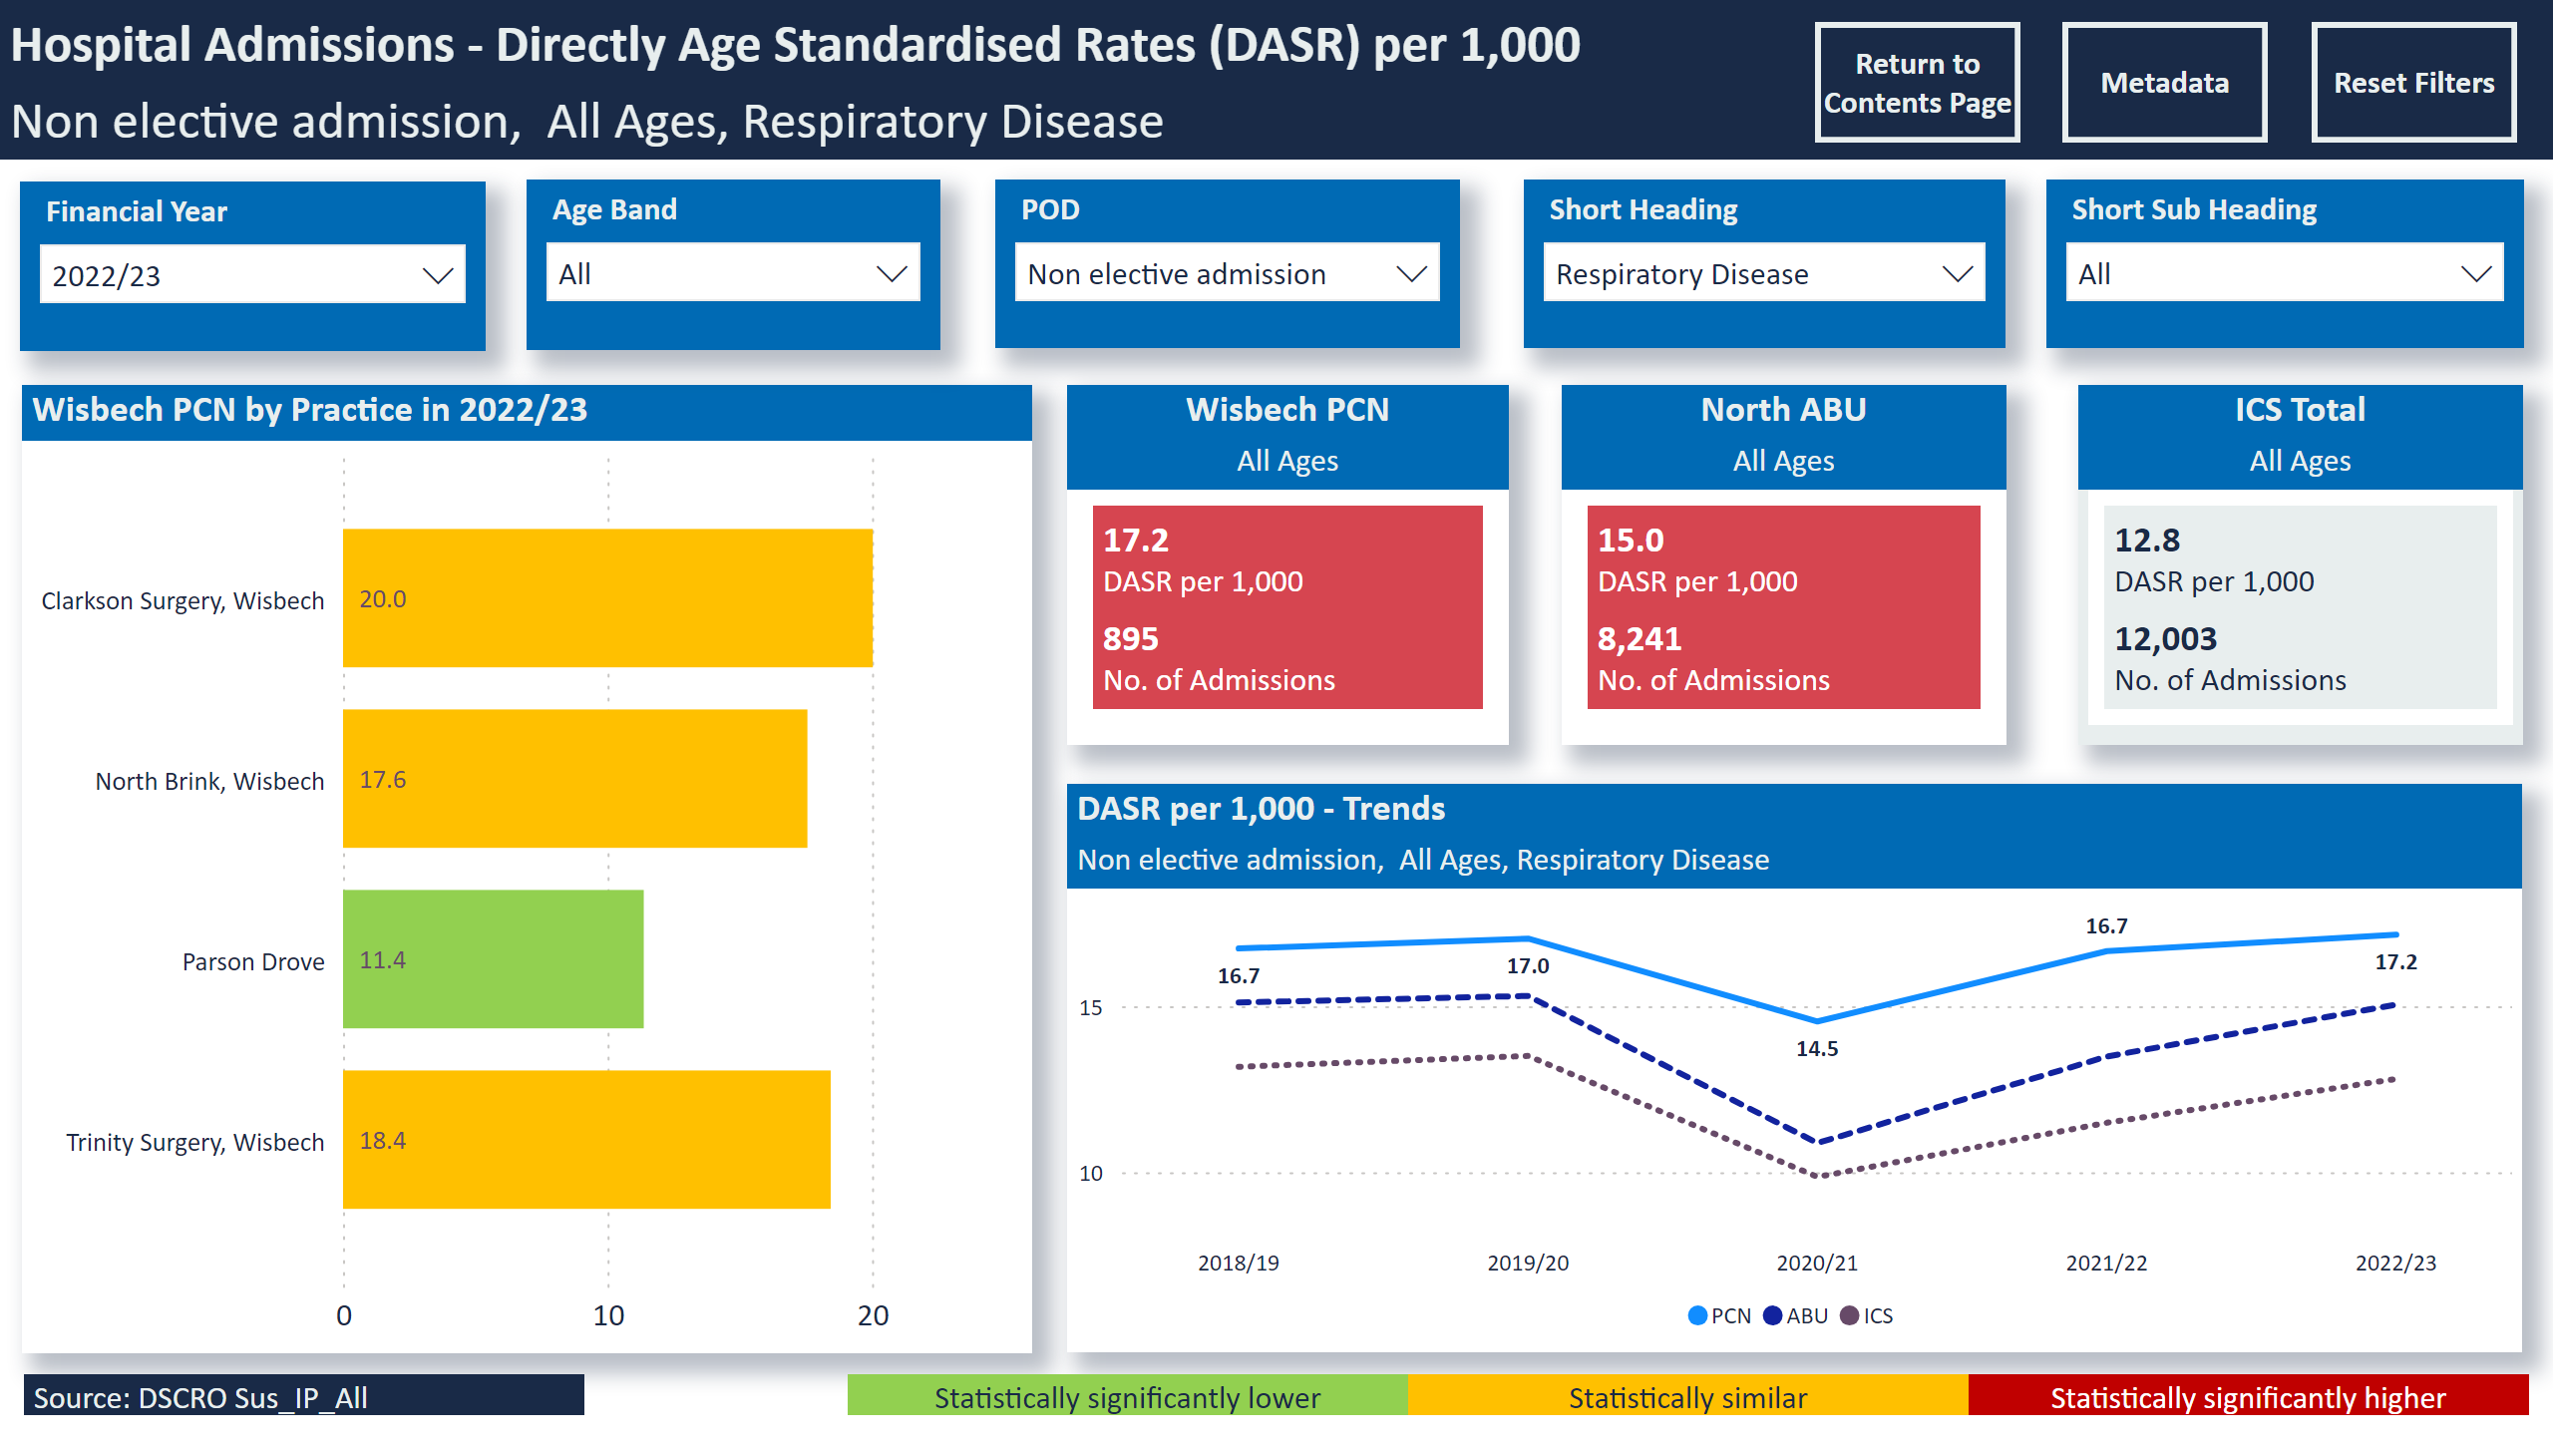 Hospital Admissions - Directly Age Standardised Rates (DASR) per 1,000
Non elective admission,  All Ages, Respiratory Disease
Return to
Contents Page
Metadata
Reset Filters
Financial Year
2022/23
Age Band
All
POD
Non elective admission
Short Heading
Respiratory Disease
Short Sub Heading
All
Wisbech PCN by Practice in 2022/23
Clarkson Surgery, Wisbech
20.0
North Brink, Wisbech
17.6
Parson Drove
11.4
Trinity Surgery, Wisbech
18.4
0
10
20
Wisbech PCN
All Ages
17.2
DASR per 1,000
895
No. of Admissions
North ABU
All Ages
15.0
DASR per 1,000
8,241
No. of Admissions
ICS Total
All Ages
12.8
DASR per 1,000
12,003
No. of Admissions
DASR per 1,000 - Trends
Non elective admission,  All Ages, Respiratory Disease
16.7
17.0
14.5
16.7
17.2
15
10
2018/19
2019/20
2020/21
2021/22
2022/23
PCN
ABU
ICS
Source: DSCRO Sus_IP_All
Statistically significantly lower
Statistically similar
Statistically significantly higher